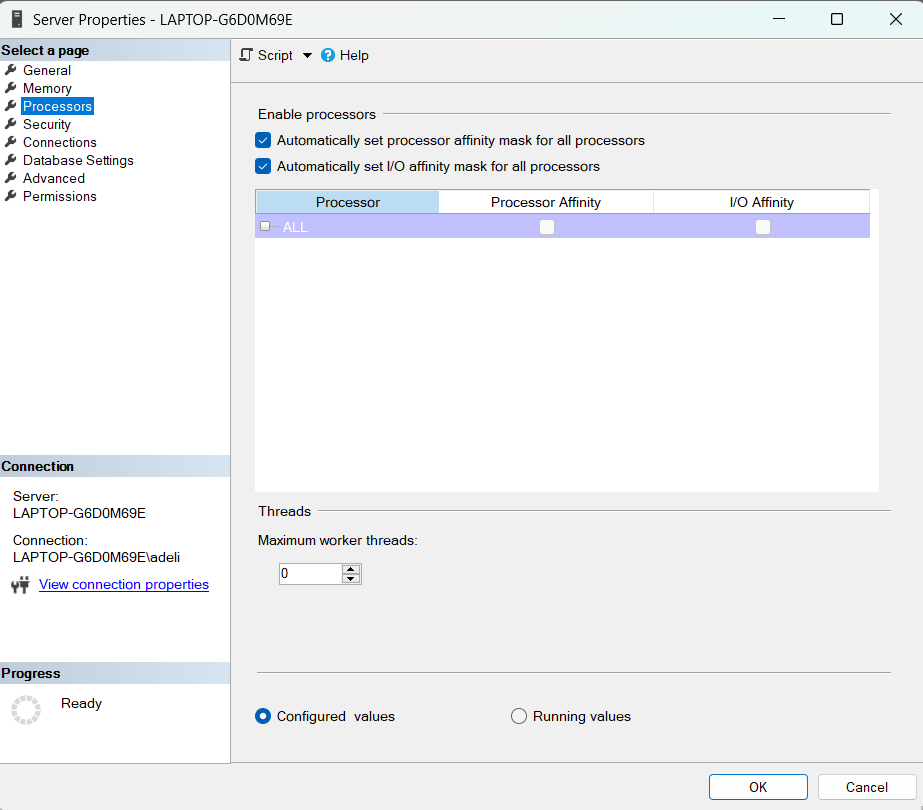 Server Properties - LAPTOP-G6D0M69E
Select a page
General
Memory
Processors
Security
Connections
Database Settings
Advanced
Permissions
Connection
Server:
LAPTOP-G6D0M69E
Connection:
LAPTOP-G6D0M69E\adeli
View connection properties
Progress
Ready
Script
Help
Enable processors
Automatically set processor affinity mask for all processors
Automatically set I/O affinity mask for all processors
Processor Processor Affinity I/O Affinity
ALL
Threads
Maximum worker threads:
0
Configured values Running values
OK Cancel